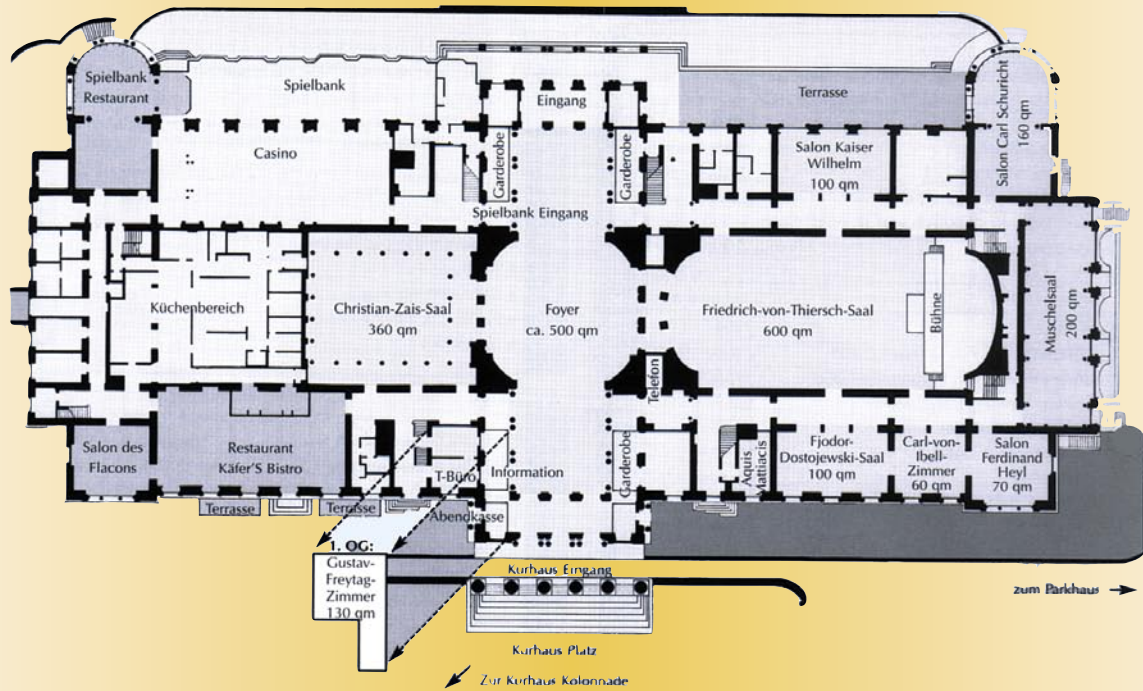 Spielbank
Restaurant
Spielbank
Eingang
Terrasse
Salon Carl Schuricht
160 qm
Casino
Garderobe
Garderobe
Salon Kaiser
Wilhelm
100 qm
Spielbank Eingang
Küchenbereich
Christian-Zais-Saal
360 qm
Foyer
ca. 500 qm
Friedrich-von-Thiersch-Saal
600 qm
Bühne
Muschelsaal
200 qm
Telefon
Salon des
Flacons
Restaurant
Käfer'S Bistro
T-Büro
Information
Garderobe
Aquis
Mattiacis
Fjodor-
Dostojewski-Saal
100 qm
Carl-von-
Ibell-
Zimmer
60 qm
Salon
Ferdinand
Heyl
70 qm
Terrasse
Terrasse
Abendkasse
1. OG:
Gustav-
Freytag-
Zimmer
130 qm
Kurhaus Eingang
zum Parkhaus
Kurhaus Platz
Zur Kurhaus Kolonnade